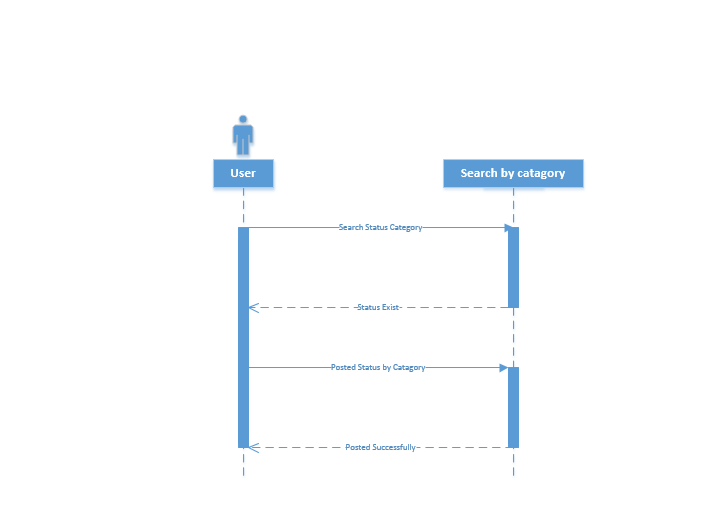 User
Search by catagory
Search Status Category
Status Exist
Posted Status by Catagory
Posted Successfully